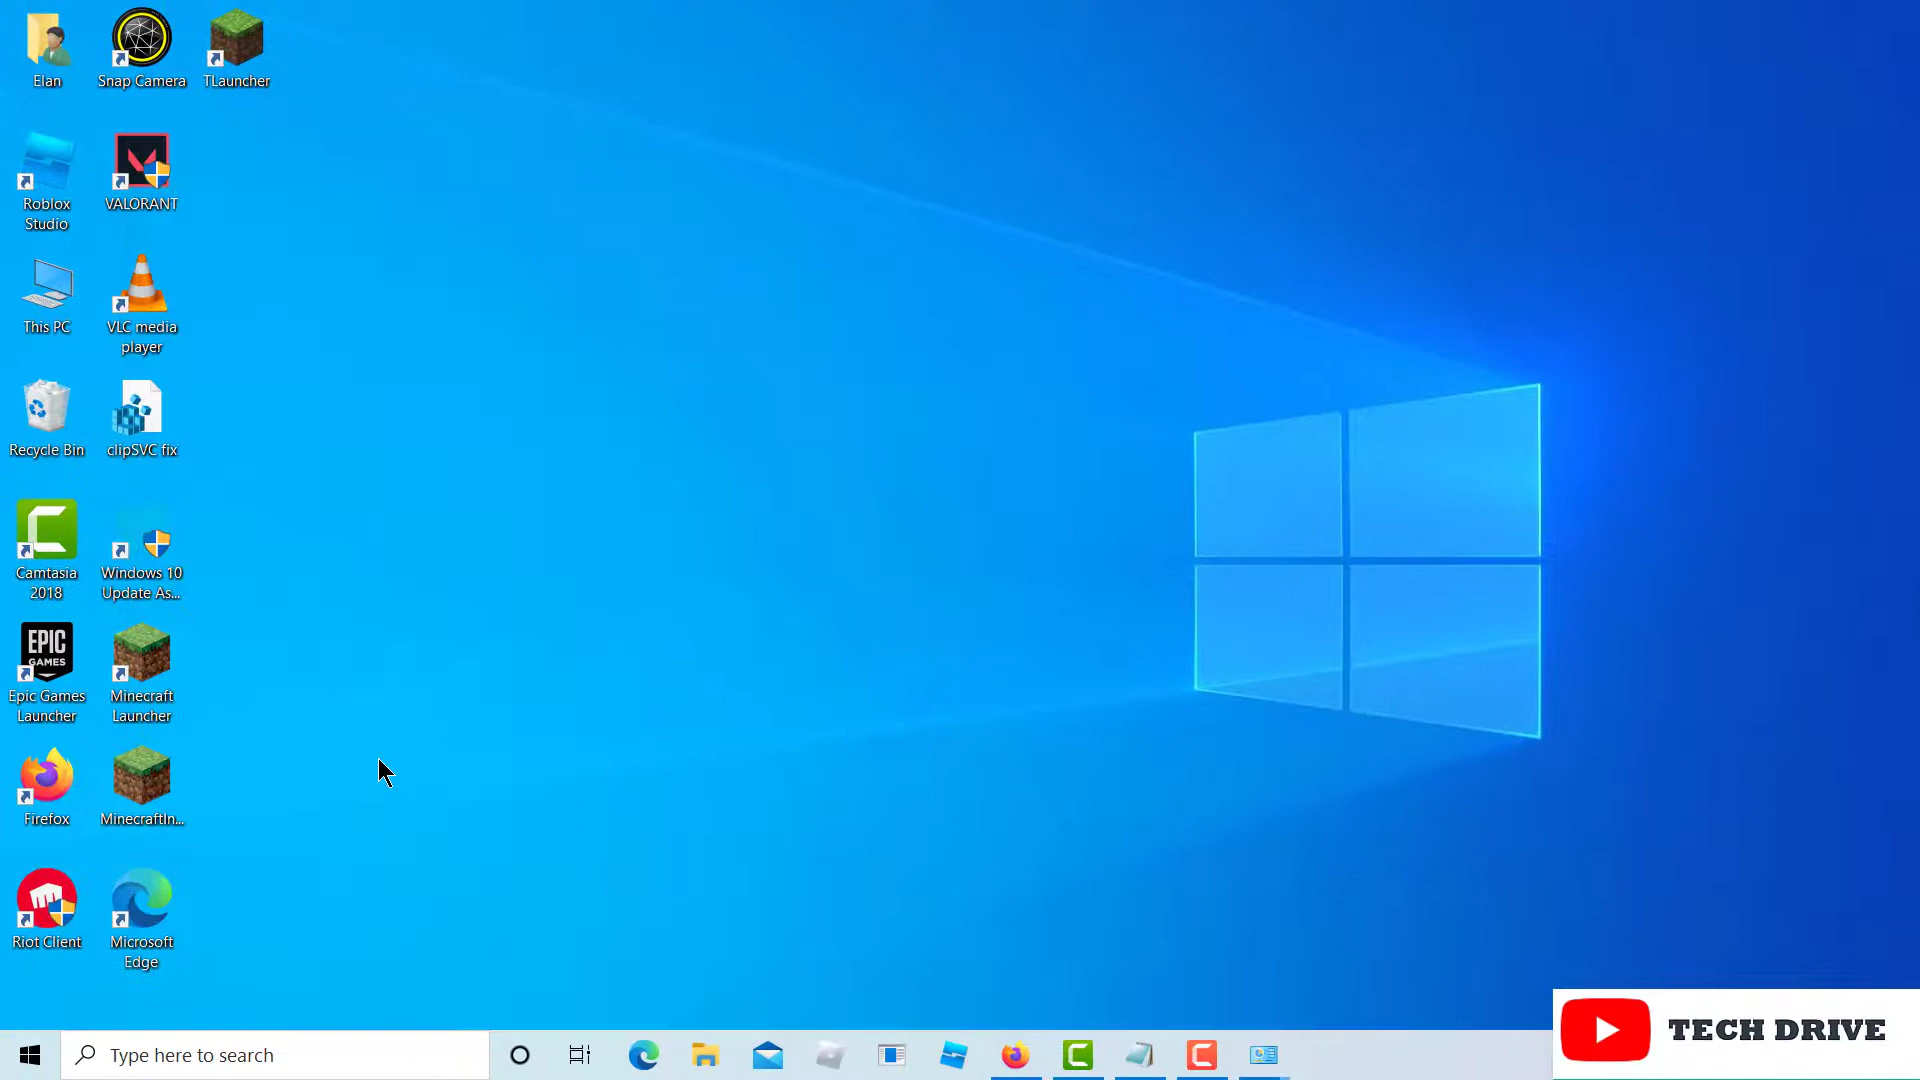 Elan
Snap Camera
TLauncher
Roblox
Studio
VALORANT
This PC
VLC media
player
Recycle Bin
clipSVC fix
Camtasia
2018
Windows 10
Update As...
EPIC
GAMES
Epic Games
Launcher
Minecraft
Launcher
Firefox
MinecraftIn...
Riot Client
Microsoft
Edge
Type here to search
TECH DRIVE